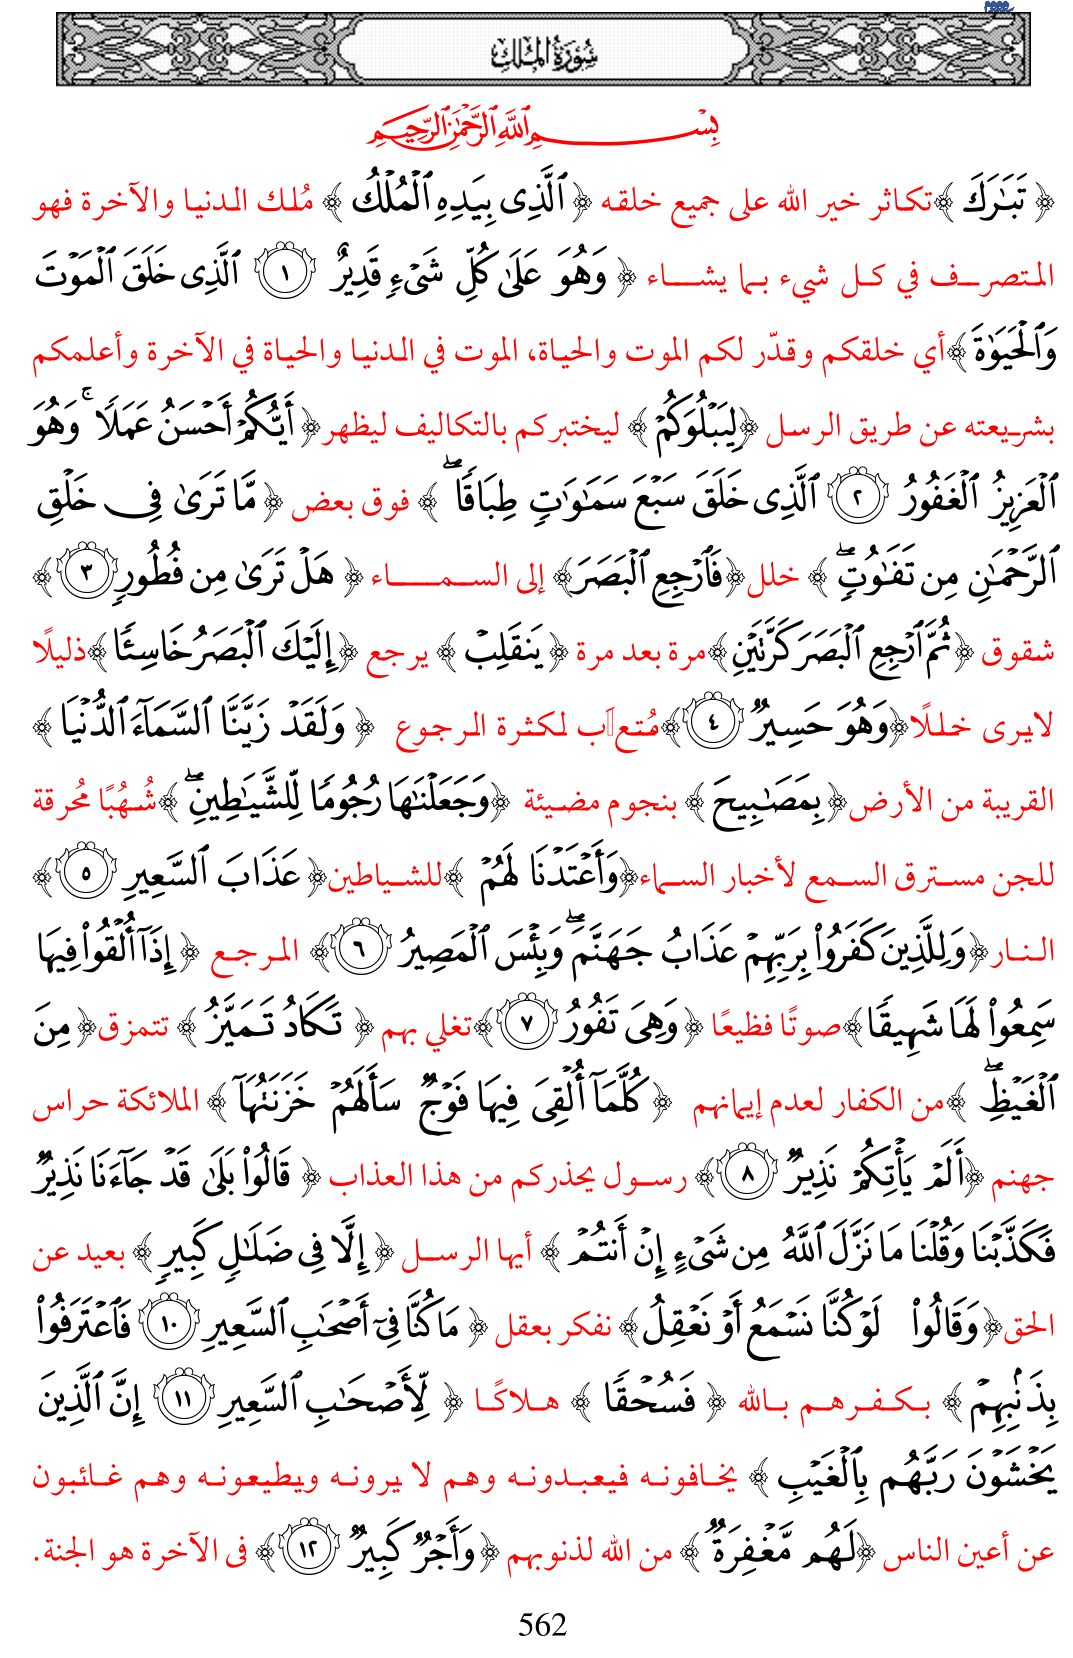 سُورَةُ المُلْكِ
بِسْمِ ٱللَّهِ ٱلرَّحْمَٰنِ ٱلرَّحِيمِ
﴿ تَبَٰرَكَ ﴾تكاثر خير الله على جميع خلقه ﴿ ٱلَّذِى بِيَدِهِ ٱلْمُلْكُ ﴾ مُلك الدنيا والآخرة فهو
المتصرف في كل شيء بما يشاء ﴿ وَهُوَ عَلَىٰ كُلِّ شَىْءٍ قَدِيرٌ ١ ٱلَّذِى خَلَقَ ٱلْمَوْتَ
وَٱلْحَيَوٰةَ ﴾أي خلقكم وقدّر لكم الموت والحياة، الموت في الدنيا والحياة في الآخرة وأعلمكم
بشريعته عن طريق الرسل ﴿لِيَبْلُوَكُمْ ﴾ ليختبركم بالتكاليف ليظهر﴿ أَيُّكُمْ أَحْسَنُ عَمَلًا ۚ وَهُوَ
ٱلْعَزِيزُ ٱلْغَفُورُ ٢ ٱلَّذِى خَلَقَ سَبْعَ سَمَٰوَٰتٍ طِبَاقًا ۖ ﴾ فوق بعض ﴿ مَّا تَرَىٰ فِى خَلْقِ
ٱلرَّحْمَٰنِ مِن تَفَٰوُتٍ ۖ ﴾ خلل﴿فَٱرْجِعِ ٱلْبَصَرَ﴾ إلى السماء ﴿ هَلْ تَرَىٰ مِن فُطُورٍ ٣ ﴾
شقوق ﴿ثُمَّ ٱرْجِعِ ٱلْبَصَرَ كَرَّتَيْنِ﴾مرة بعد مرة ﴿ يَنقَلِبْ ﴾ يرجع ﴿إِلَيْكَ ٱلْبَصَرُ خَاسِئًا﴾ذليلًا
لايرى خللًا﴿وَهُوَ حَسِيرٌ ٤ ﴾مُتعَب لكثرة الرجوع ﴿ وَلَقَدْ زَيَّنَّا ٱلسَّمَآءَ ٱلدُّنْيَا ﴾
القريبة من الأرض﴿ بِمَصَٰبِيحَ ﴾ بنجوم مضيئة ﴿وَجَعَلْنَٰهَا رُجُومًا لِّلشَّيَٰطِينِ ۖ ﴾شُهُبًا مُحرقة
للجن مسترق السمع لأخبار السماء﴿وَأَعْتَدْنَا لَهُمْ ﴾للشياطين﴿ عَذَابَ ٱلسَّعِيرِ ٥ ﴾
النار﴿وَلِلَّذِينَ كَفَرُوا۟ بِرَبِّهِمْ عَذَابُ جَهَنَّمَ ۖ وَبِئْسَ ٱلْمَصِيرُ ٦ ﴾ المرجع ﴿ إِذَآ أُلْقُوا۟ فِيهَا
سَمِعُوا۟ لَهَا شَهِيقًا﴾صوتًا فظيعًا ﴿ وَهِىَ تَفُورُ ٧ ﴾تغلي بهم ﴿ تَكَادُ تَمَيَّزُ ﴾ تتمزق﴿ مِنَ
ٱلْغَيْظِ ۖ ﴾من الكفار لعدم إيمانهم ﴿ كُلَّمَآ أُلْقِىَ فِيهَا فَوْجٌ سَأَلَهُمْ خَزَنَتُهَآ ﴾ الملائكة حراس
جهنم ﴿أَلَمْ يَأْتِكُمْ نَذِيرٌ ٨ ﴾ رسول يحذركم من هذا العذاب ﴿ قَالُوا۟ بَلَىٰ قَدْ جَآءَنَا نَذِيرٌ
فَكَذَّبْنَا وَقُلْنَا مَا نَزَّلَ ٱللَّهُ مِن شَىْءٍ إِنْ أَنتُمْ ﴾ أيها الرسل ﴿ إِلَّا فِى ضَلَٰلٍ كَبِيرٍ ﴾ بعيد عن
الحق﴿وَقَالُوا۟ لَوْ كُنَّا نَسْمَعُ أَوْ نَعْقِلُ﴾ نفكر بعقل ﴿ مَا كُنَّا فِىٓ أَصْحَٰبِ ٱلسَّعِيرِ ١٠ فَٱعْتَرَفُوا۟
بِذَنۢبِهِمْ ﴾ بكفرهم بالله ﴿ فَسُحْقًا ﴾ هلاكًا ﴿ لِّأَصْحَٰبِ ٱلسَّعِيرِ ١١ إِنَّ ٱلَّذِينَ
يَخْشَوْنَ رَبَّهُم بِٱلْغَيْبِ ﴾ يخافونه فيعبدونه وهم لا يرونه ويطيعونه وهم غائبون
عن أعين الناس ﴿لَهُم مَّغْفِرَةٌ ﴾ من الله لذنوبهم ﴿وَأَجْرٌ كَبِيرٌ ١٢ ﴾ فى الآخرة هو الجنة.
562